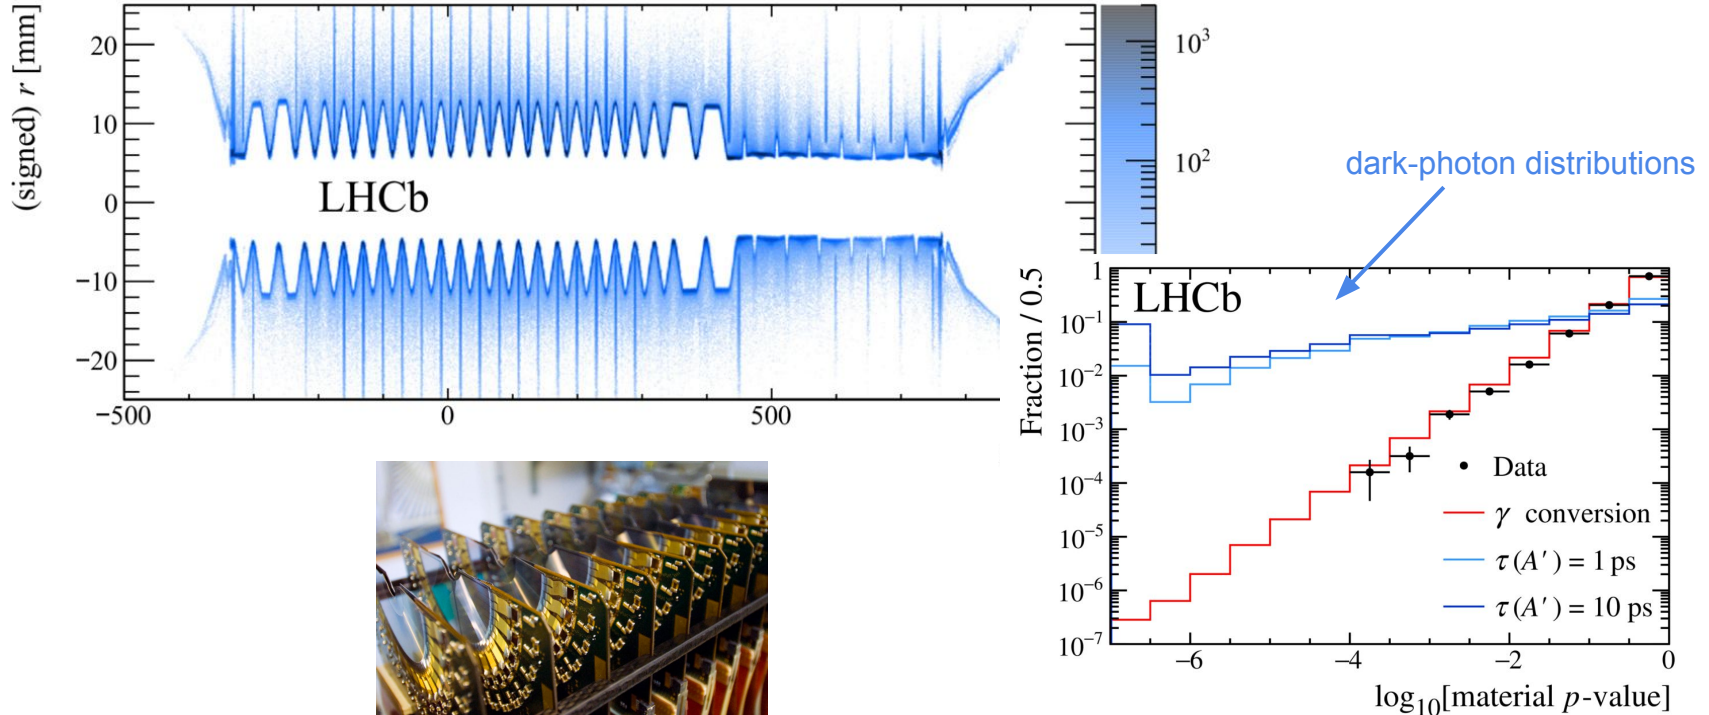 (signed) r [mm]
20
10
0
−10
−20
LHCb
−500
0
500
10³
10²
dark-photon distributions
Fraction / 0.5
1
10⁻¹
10⁻²
10⁻³
10⁻⁴
10⁻⁵
10⁻⁶
10⁻⁷
LHCb
Data
γ conversion
τ(A′) = 1 ps
τ(A′) = 10 ps
−6
−4
−2
0
log₁₀[material p-value]